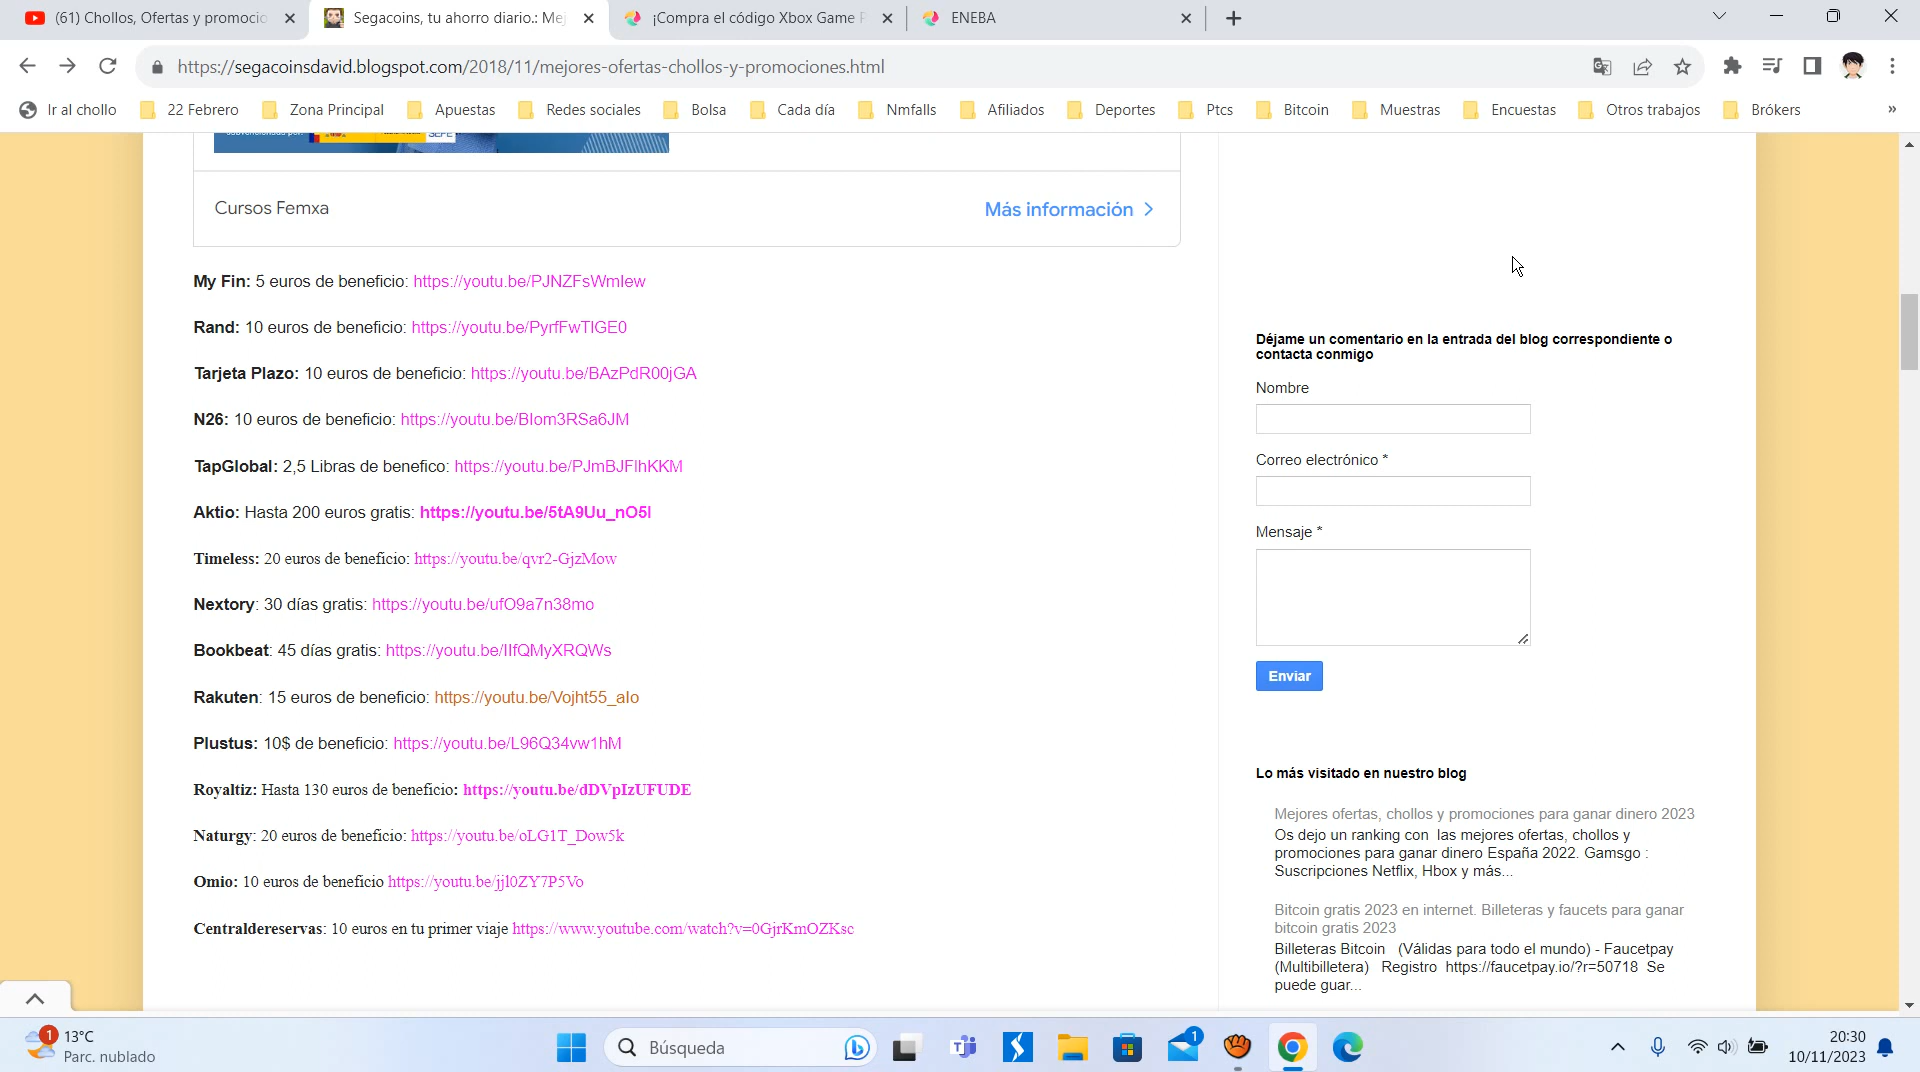 (61) Chollos, Ofertas y promocio
Segacoins, tu ahorro diario.: Mej
¡Compra el código Xbox Game P
ENEBA
https://segacoinsdavid.blogspot.com/2018/11/mejores-ofertas-chollos-y-promociones.html
Ir al chollo
22 Febrero
Zona Principal
Apuestas
Redes sociales
Bolsa
Cada día
Nmfalls
Afiliados
Deportes
Ptcs
Bitcoin
Muestras
Encuestas
Otros trabajos
Brókers
»
SEPE
Cursos Femxa
Más información
My Fin: 5 euros de beneficio: https://youtu.be/PJNZFsWmIew
Rand: 10 euros de beneficio: https://youtu.be/PyrfFwTIGE0
Tarjeta Plazo: 10 euros de beneficio: https://youtu.be/BAzPdR00jGA
N26: 10 euros de beneficio: https://youtu.be/BIom3RSa6JM
TapGlobal: 2,5 Libras de benefico: https://youtu.be/PJmBJFIhKKM
Aktio: Hasta 200 euros gratis: https://youtu.be/5tA9Uu_nO5I
Timeless: 20 euros de beneficio: https://youtu.be/qvr2-GjzMow
Nextory: 30 días gratis: https://youtu.be/ufO9a7n38mo
Bookbeat: 45 días gratis: https://youtu.be/IIfQMyXRQWs
Rakuten: 15 euros de beneficio: https://youtu.be/Vojht55_aIo
Plustus: 10$ de beneficio: https://youtu.be/L96Q34vw1hM
Royaltiz: Hasta 130 euros de beneficio: https://youtu.be/dDVpIzUFUDE
Naturgy: 20 euros de beneficio: https://youtu.be/oLG1T_Dow5k
Omio: 10 euros de beneficio https://youtu.be/jjl0ZY7P5Vo
Centraldereservas: 10 euros en tu primer viaje https://www.youtube.com/watch?v=0GjrKmOZKsc
Déjame un comentario en la entrada del blog correspondiente o
contacta conmigo
Nombre
Correo electrónico *
Mensaje *
Enviar
Lo más visitado en nuestro blog
Mejores ofertas, chollos y promociones para ganar dinero 2023
Os dejo un ranking con las mejores ofertas, chollos y
promociones para ganar dinero España 2022. Gamsgo :
Suscripciones Netflix, Hbox y más...
Bitcoin gratis 2023 en internet. Billeteras y faucets para ganar
bitcoin gratis 2023
Billeteras Bitcoin (Válidas para todo el mundo) - Faucetpay
(Multibilletera) Registro https://faucetpay.io/?r=50718 Se
puede guar...
1
13°C
Parc. nublado
Búsqueda
1
20:30
10/11/2023